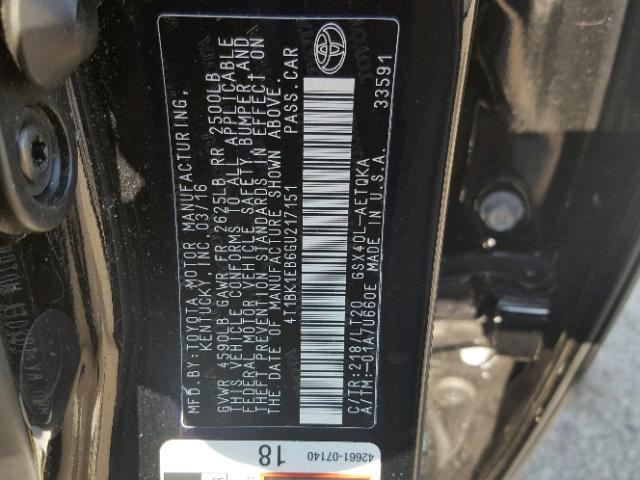 MFD. BY: TOYOTA MOTOR MANUFACTURING,
KENTUCKY, INC. 03/16
GVWR 4590LB GAWR FR 2625LB RR 2500LB
THIS VEHICLE CONFORMS TO ALL APPLICABLE
FEDERAL MOTOR VEHICLE SAFETY, BUMPER, AND
THEFT PREVENTION STANDARDS IN EFFECT ON
THE DATE OF MANUFACTURE SHOWN ABOVE.
4T1BK1EB6GU217451 PASS. CAR
C/TR:218/LT20 GSX40L-AETQKA
A/TM:-01A/U660E MADE IN U.S.A. 33591
42661-07140
18